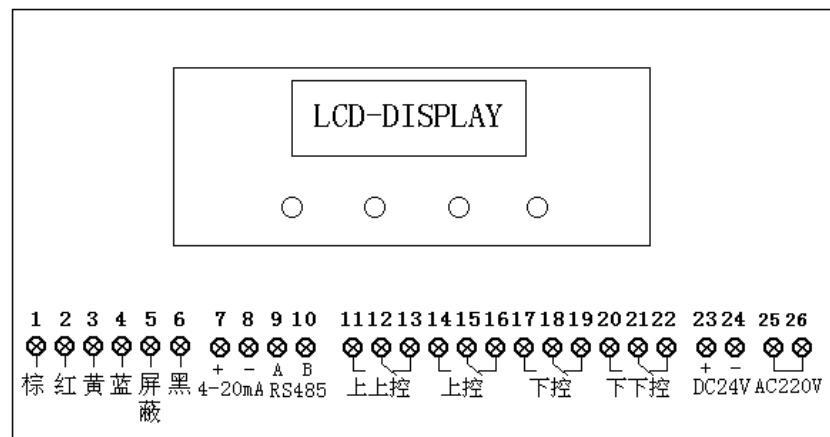 LCD-DISPLAY
1 2 3 4 5 6 7 8 9 10 11 12 13 14 15 16 17 18 19 20 21 22 23 24 25 26
+ - A B + -
棕 红 黄 蓝 屏蔽 黑 4-20mA RS485 上上控 上控 下控 下下控 DC24V AC220V